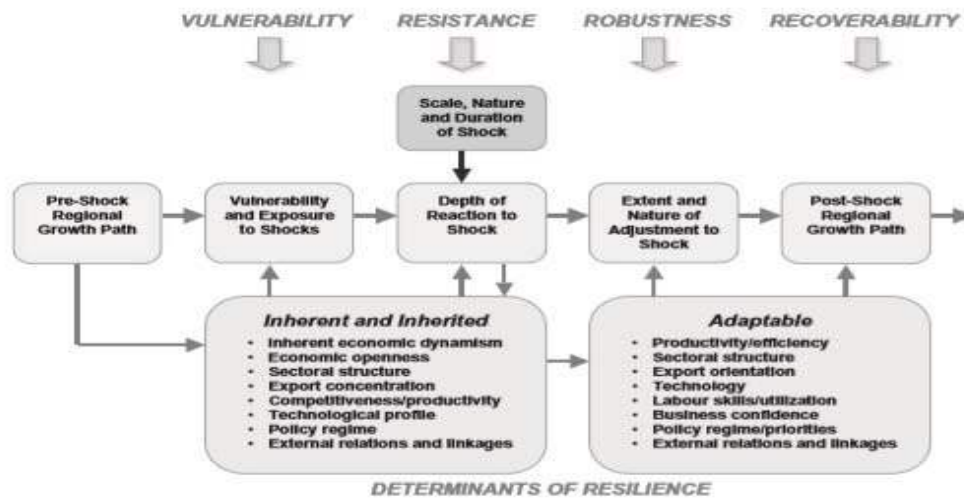 VULNERABILITY RESISTANCE ROBUSTNESS RECOVERABILITY
Scale, Nature
and Duration
of Shock
Pre-Shock
Regional
Growth Path
Vulnerability
and Exposure
to Shocks
Depth of
Reaction to
Shock
Extent and
Nature of
Adjustment to
Shock
Post-Shock
Regional
Growth Path
Inherent and Inherited
• Inherent economic dynamism
• Economic openness
• Sectoral structure
• Export concentration
• Competitiveness/productivity
• Technological profile
• Policy regime
• External relations and linkages
Adaptable
• Productivity/efficiency
• Sectoral structure
• Export orientation
• Technology
• Labour skills/utilization
• Business confidence
• Policy regime/priorities
• External relations and linkages
DETERMINANTS OF RESILIENCE